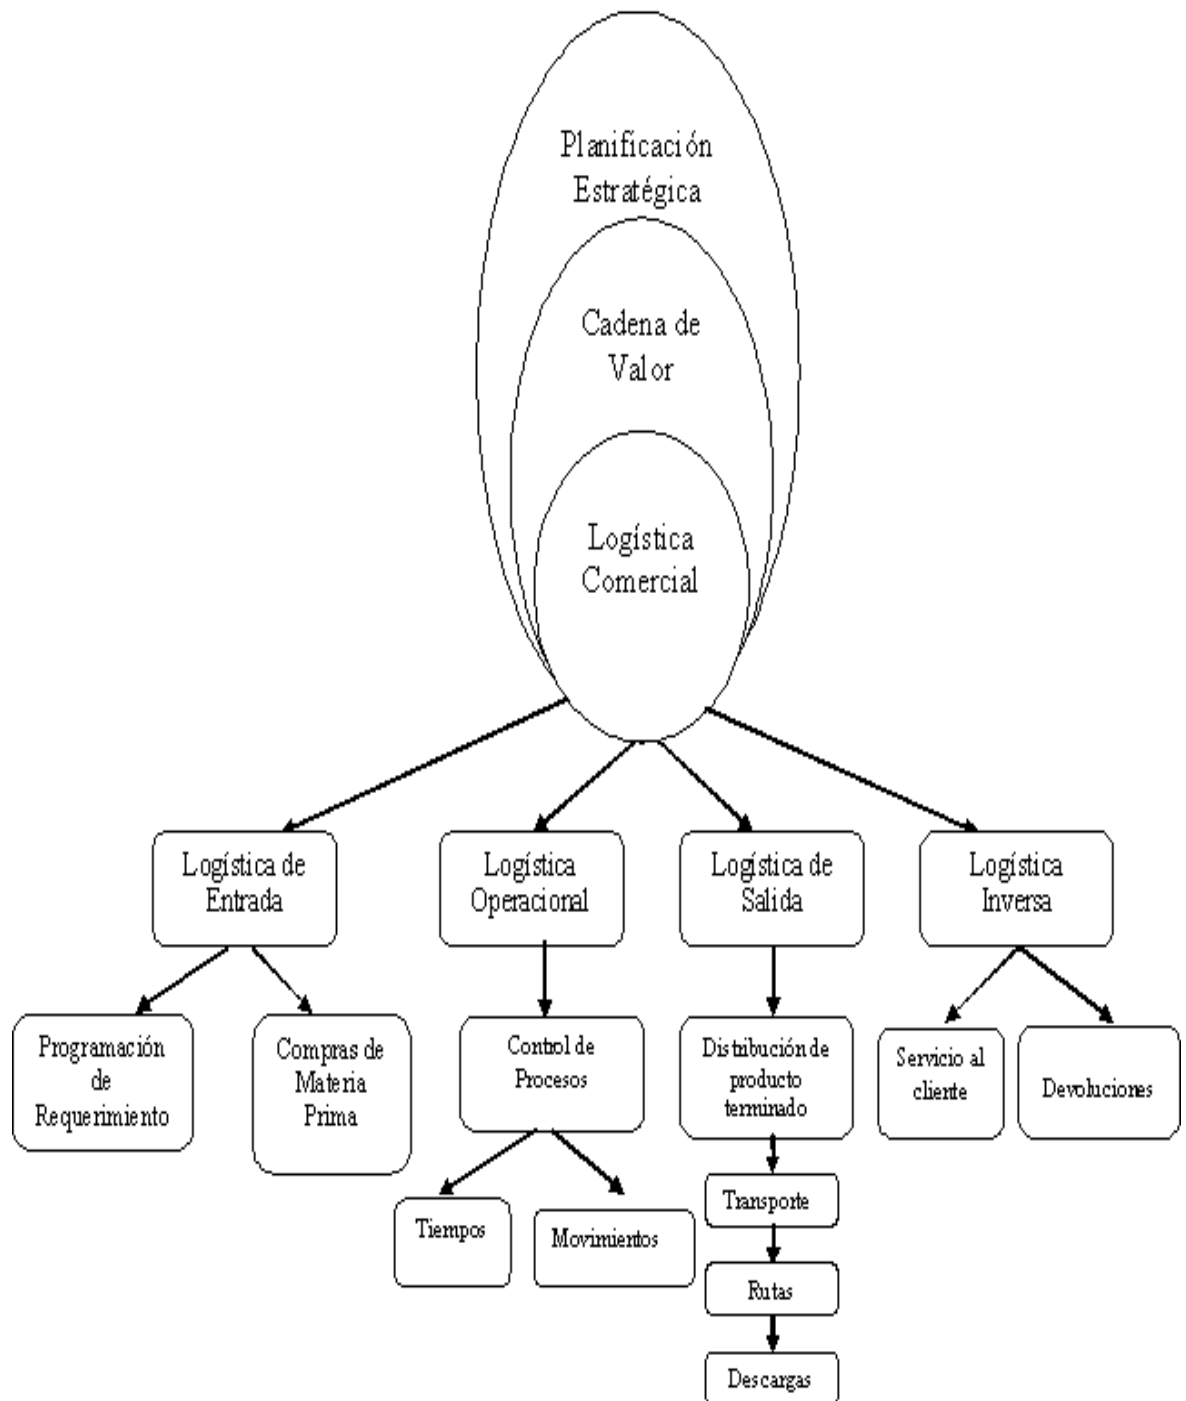 Planificación
Estratégica
Cadena de
Valor
Logística
Comercial
Logística de
Entrada
Logística
Operacional
Logística de
Salida
Logística
Inversa
Programación
de
Requerimiento
Compras de
Materia
Prima
Control de
Procesos
Distribución de
producto
terminado
Servicio al
cliente
Devoluciones
Tiempos
Movimientos
Transporte
Rutas
Descargas